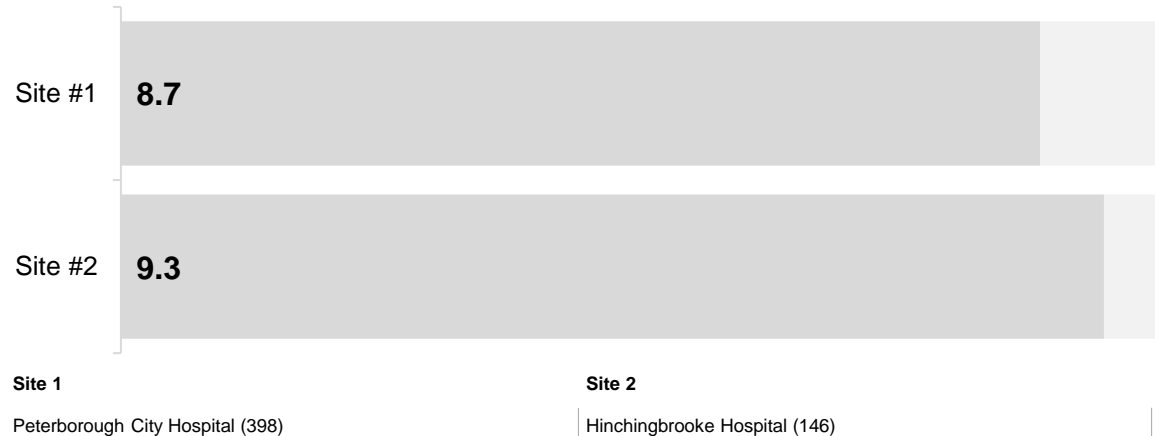 Site #1 8.7
Site #2 9.3
Site 1 Site 2
Peterborough City Hospital (398) Hinchingbrooke Hospital (146)